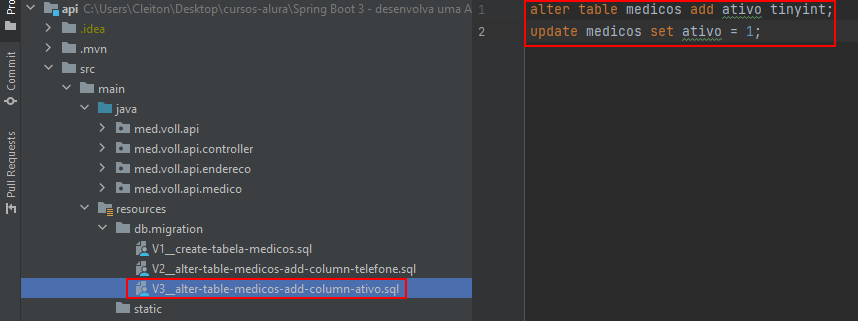 Pro
api C:\Users\Cleiton\Desktop\cursos-alura\Spring Boot 3 - desenvolva uma A
.idea
.mvn
src
main
java
med.voll.api
med.voll.api.controller
med.voll.api.endereco
med.voll.api.medico
resources
db.migration
V1__create-tabela-medicos.sql
V2__alter-table-medicos-add-column-telefone.sql
V3__alter-table-medicos-add-column-ativo.sql
static
Commit
Pull Requests
1 alter table medicos add ativo tinyint;
2 update medicos set ativo = 1;